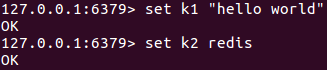 127.0.0.1:6379> set k1 "hello world"
OK
127.0.0.1:6379> set k2 redis
OK